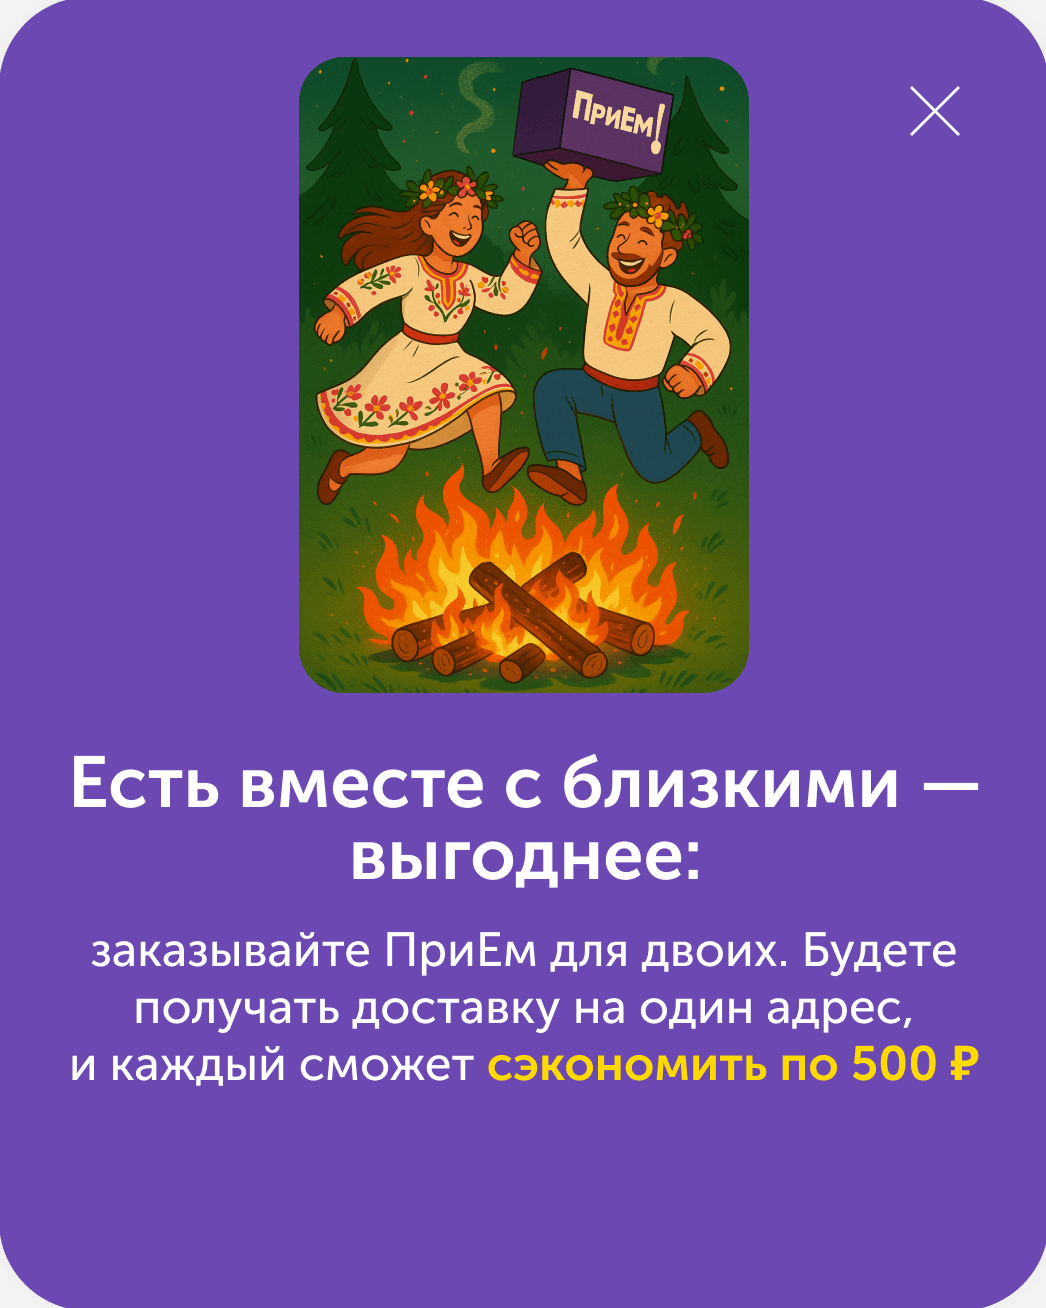 ПриЕм!
Есть вместе с близкими —
выгоднее:
заказывайте ПриЕм для двоих. Будете
получать доставку на один адрес,
и каждый сможет сэкономить по 500 ₽